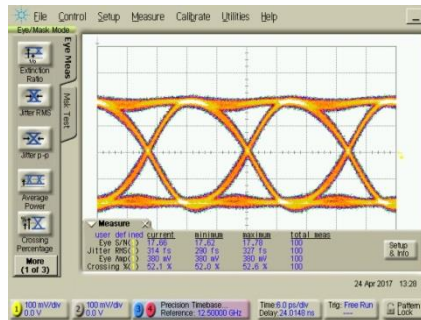 File Control Setup Measure Calibrate Utilities Help
Eye/Mask Mode
Eye Meas
Mask Test
Extinction
Ratio
Jitter RMS
Jitter p-p
Average
Power
Crossing
Percentage
More
(1 of 3)
Measure
user defined current minimum maximum total meas
Eye S/N( ) 17.66 17.62 17.78 100
Jitter RMS( ) 314 fs 290 fs 327 fs 100
Eye Amp( ) 380 mV 380 mV 380 mV 100
Crossing %( ) 52.1 % 52.0 % 52.6 % 100
Setup
& Info
24 Apr 2017 13:28
1 100 mV/div
0.0 V
2 100 mV/div
0.0 V
3 4 Precision Timebase...
Reference: 12.50000 GHz
Time:6.0 ps/div
Delay:24.0148 ns
Trig: Free Run
Pattern
Lock